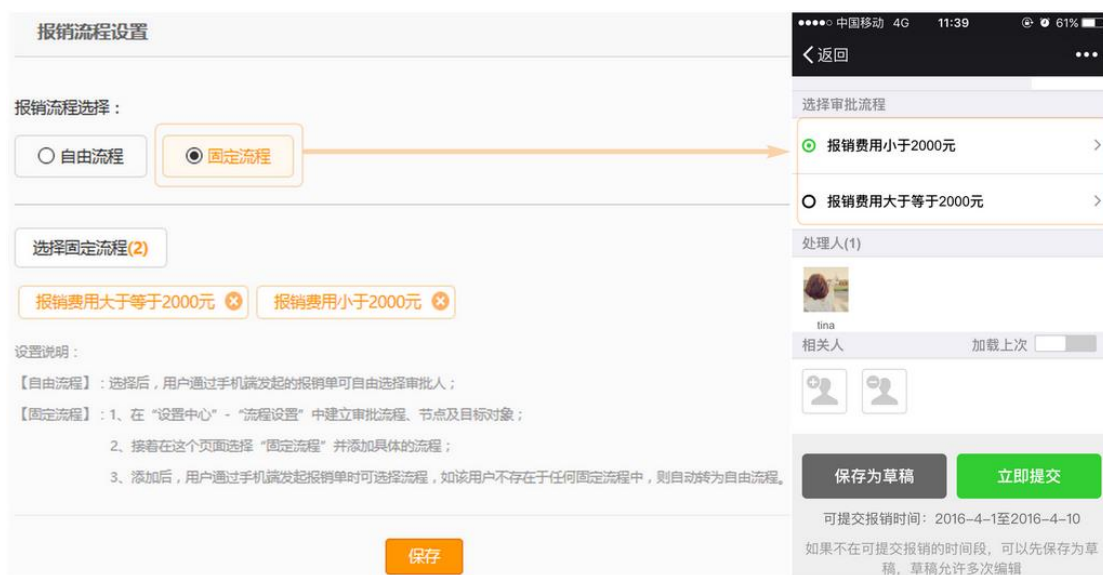 报销流程设置
报销流程选择：
自由流程
固定流程
选择固定流程(2)
报销费用大于等于2000元
报销费用小于2000元
设置说明：
【自由流程】：选择后，用户通过手机端发起的报销单可自由选择审批人；
【固定流程】：1、在“设置中心”-“流程设置”中建立审批流程、节点及目标对象；
2、接着在这个页面选择“固定流程”并添加具体的流程；
3、添加后，用户通过手机端发起报销单时可选择流程，如该用户不存在于任何固定流程中，则自动转为自由流程。
保存
中国移动 4G 11:39 61%
返回
选择审批流程
报销费用小于2000元
报销费用大于等于2000元
处理人(1)
tina
相关人 加载上次
保存为草稿
立即提交
可提交报销时间：2016-4-1至2016-4-10
如果不在可提交报销的时间段，可以先保存为草
稿，草稿允许多次编辑